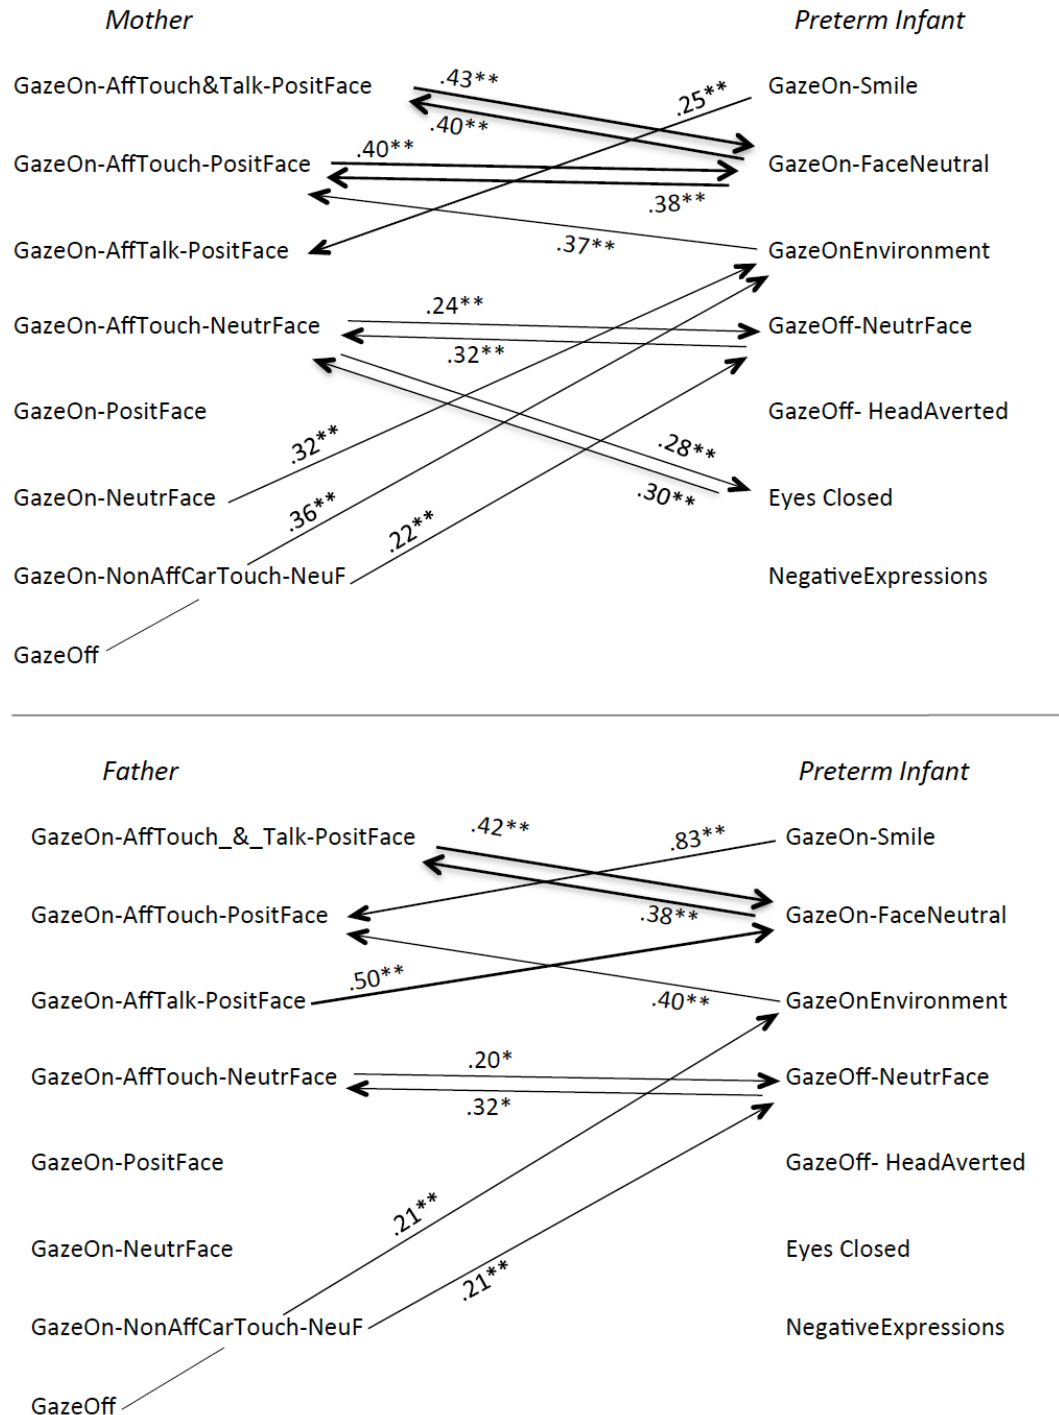 Mother Preterm Infant
GazeOn-AffTouch&Talk-PositFace .43** .25** GazeOn-Smile
.40**
GazeOn-AffTouch-PositFace .40** GazeOn-FaceNeutral
.38**
GazeOn-AffTalk-PositFace .37** GazeOnEnvironment
GazeOn-AffTouch-NeutrFace .24** GazeOff-NeutrFace
.32**
GazeOn-PositFace GazeOff- HeadAverted
.32** .28**
GazeOn-NeutrFace .30** Eyes Closed
.36** .22**
GazeOn-NonAffCarTouch-NeuF NegativeExpressions
GazeOff
Father Preterm Infant
GazeOn-AffTouch_&_Talk-PositFace .42** .83** GazeOn-Smile
GazeOn-AffTouch-PositFace .38** GazeOn-FaceNeutral
.50**
GazeOn-AffTalk-PositFace .40** GazeOnEnvironment
.20*
GazeOn-AffTouch-NeutrFace GazeOff-NeutrFace
.32*
GazeOn-PositFace GazeOff- HeadAverted
.21**
GazeOn-NeutrFace Eyes Closed
.21**
GazeOn-NonAffCarTouch-NeuF NegativeExpressions
GazeOff